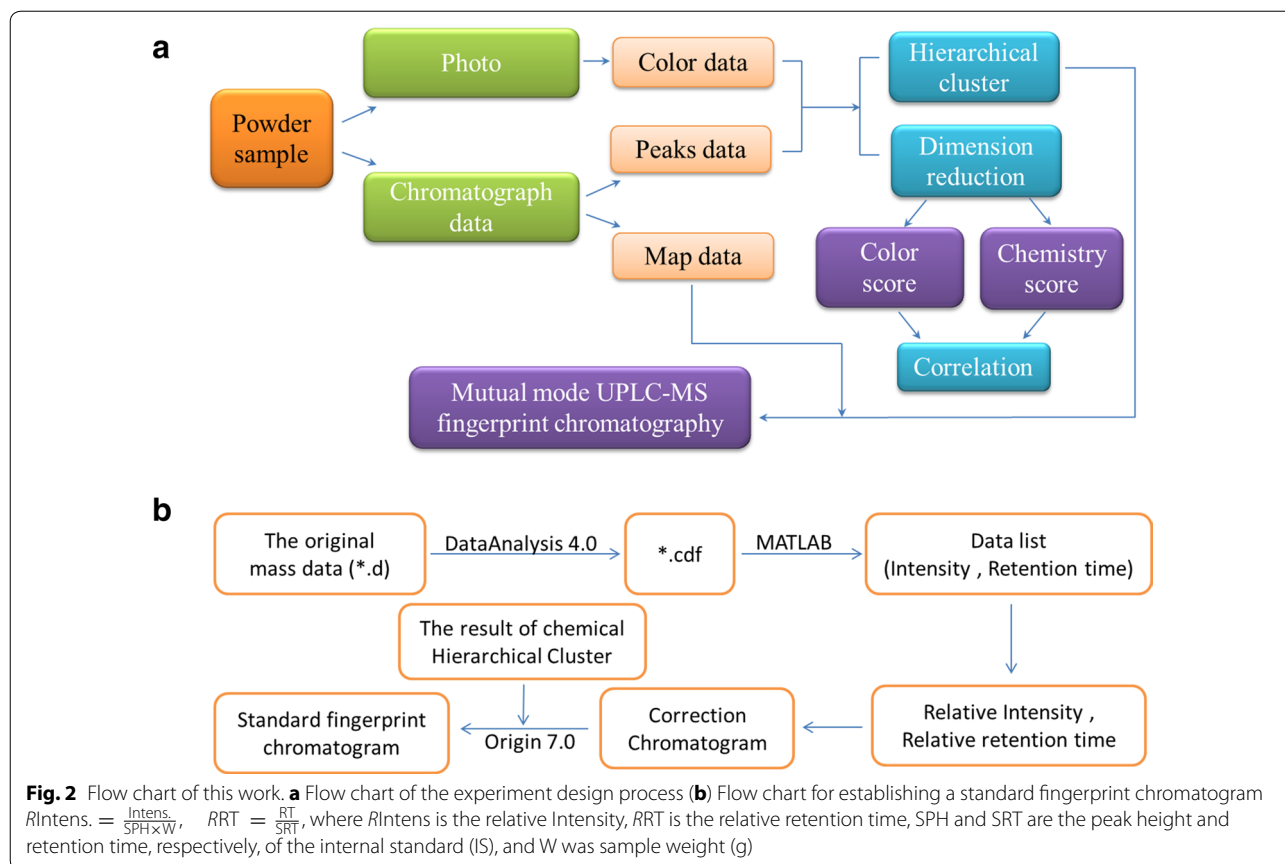 a
Photo
Color data
Hierarchical
cluster
Powder
sample
Peaks data
Dimension
reduction
Chromatograph
data
Map data
Color
score
Chemistry
score
Correlation
Mutual mode UPLC-MS
fingerprint chromatography
b
The original
mass data (*.d)
DataAnalysis 4.0
*.cdf
MATLAB
Data list
(Intensity , Retention time)
The result of chemical
Hierarchical Cluster
Standard fingerprint
chromatogram
Origin 7.0
Correction
Chromatogram
Relative Intensity ,
Relative retention time
Fig. 2 Flow chart of this work. a Flow chart of the experiment design process (b) Flow chart for establishing a standard fingerprint chromatogram
RIntens. = Intens./SPH×W, RRT = RT/SRT, where RIntens is the relative Intensity, RRT is the relative retention time, SPH and SRT are the peak height and
retention time, respectively, of the internal standard (IS), and W was sample weight (g)